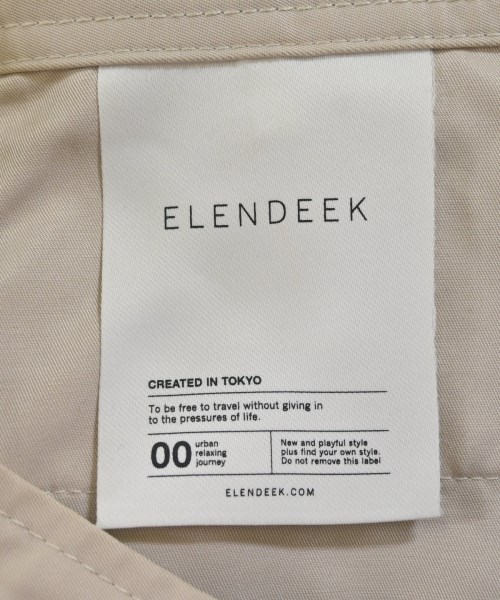 ELENDEEK
CREATED IN TOKYO
To be free to travel without giving in
to the pressures of life.
00
urban
relaxing
journey
New and playful style
plus find your own style.
Do not remove this label
ELENDEEK.COM